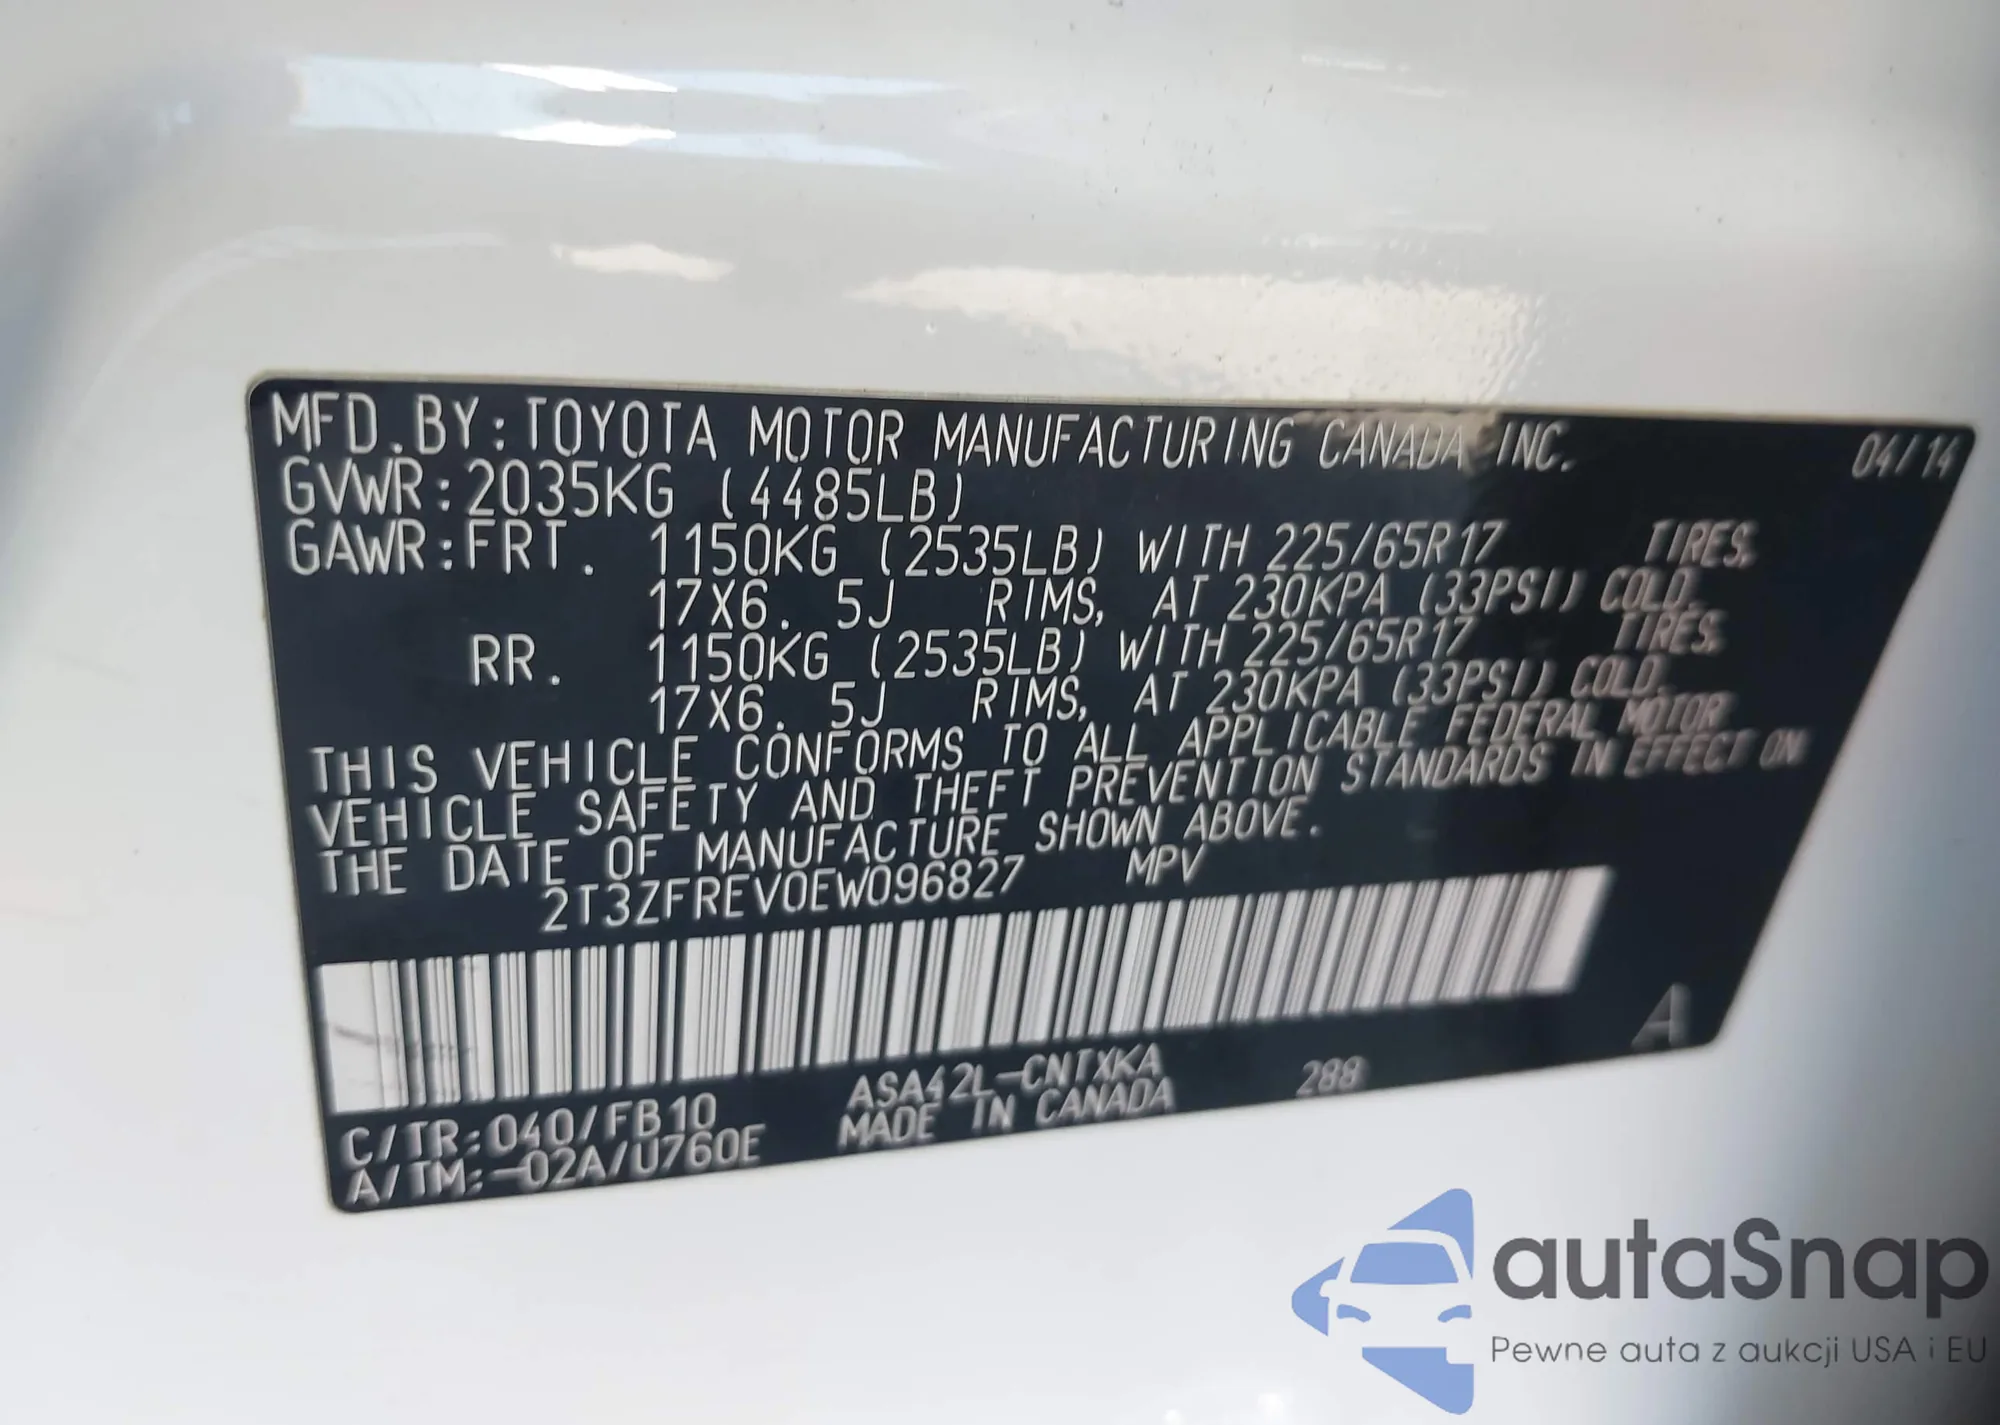 MFD.BY:TOYOTA MOTOR MANUFACTURING CANADA INC. 04/14
GVWR:2035KG (4485LB)
GAWR:FRT. 1150KG (2535LB) WITH 225/65R17 TIRES,
17X6.5J RIMS, AT 230KPA (33PSI) COLD.
RR. 1150KG (2535LB) WITH 225/65R17 TIRES,
17X6.5J RIMS, AT 230KPA (33PSI) COLD.
THIS VEHICLE CONFORMS TO ALL APPLICABLE FEDERAL MOTOR
VEHICLE SAFETY AND THEFT PREVENTION STANDARDS IN EFFECT ON
THE DATE OF MANUFACTURE SHOWN ABOVE.
2T3ZFREV0EW096827 MPV
A
ASA42L-CNTXKA 288
C/TR:040/FB10 MADE IN CANADA
A/TM:-02A/U760E
autaSnap
Pewne auta z aukcji USA i EU